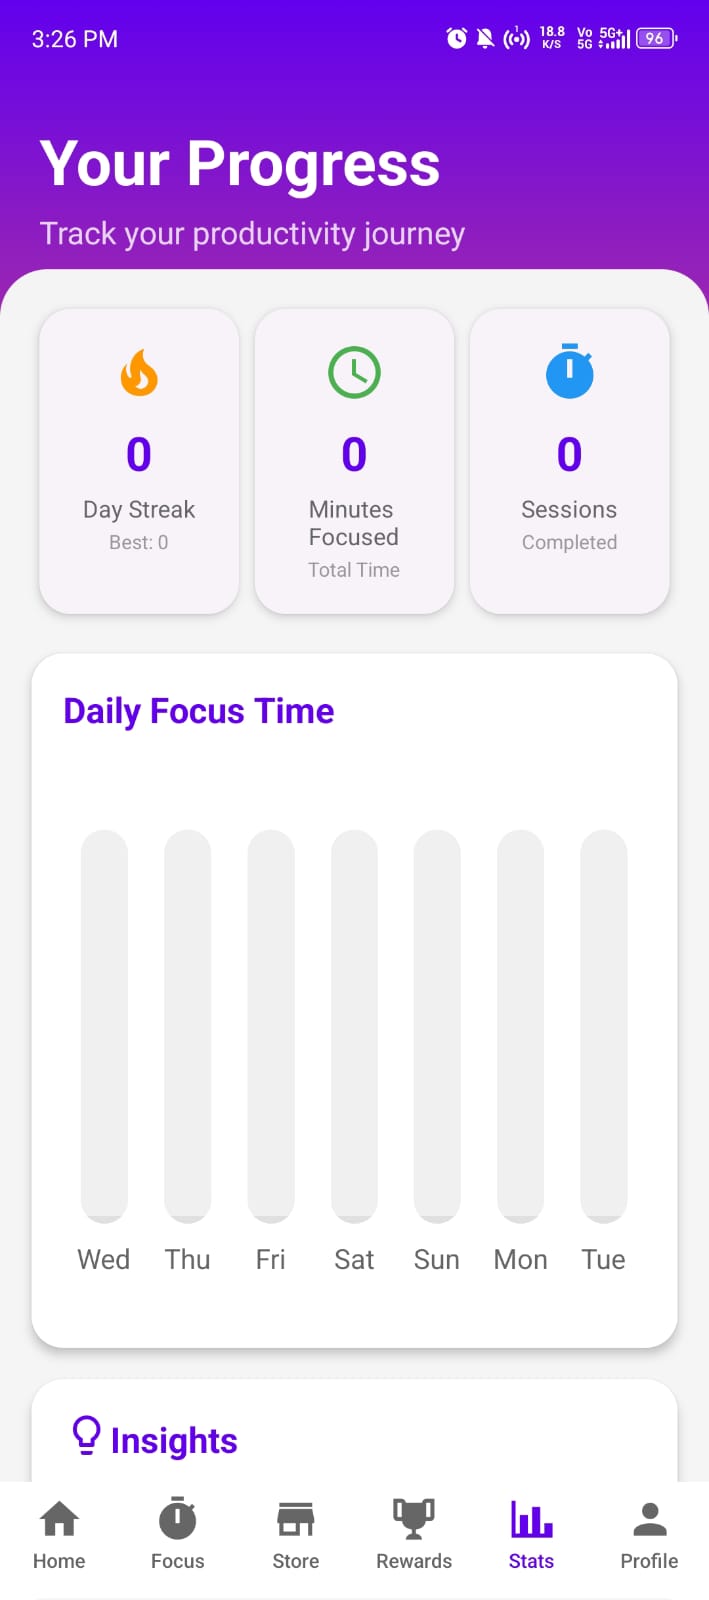 3:26 PM
1
18.8 K/S
Vo 5G
5G+
96
Your Progress
Track your productivity journey
0
Day Streak
Best: 0
0
Minutes
Focused
Total Time
0
Sessions
Completed
Daily Focus Time
Wed Thu Fri Sat Sun Mon Tue
Insights
Home Focus Store Rewards Stats Profile